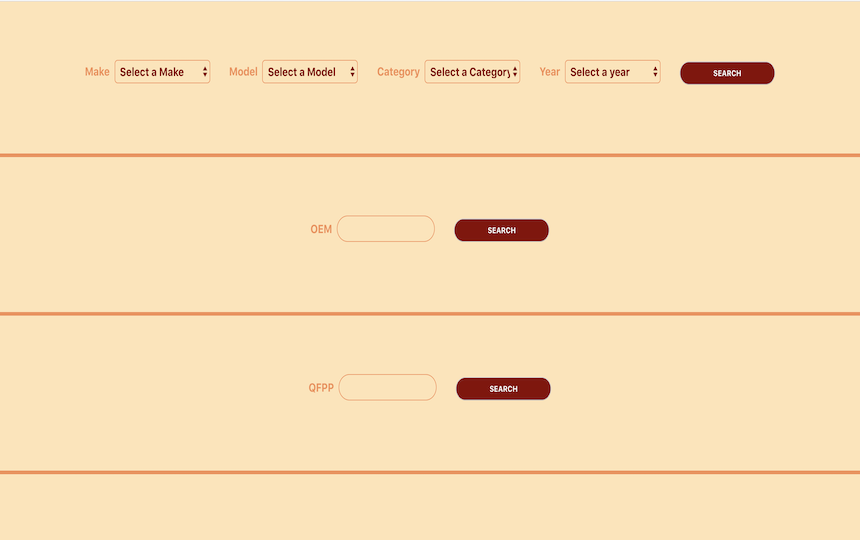 Make Select a Make Model Select a Model Category Select a Category Year Select a year SEARCH
OEM SEARCH
QFPP SEARCH